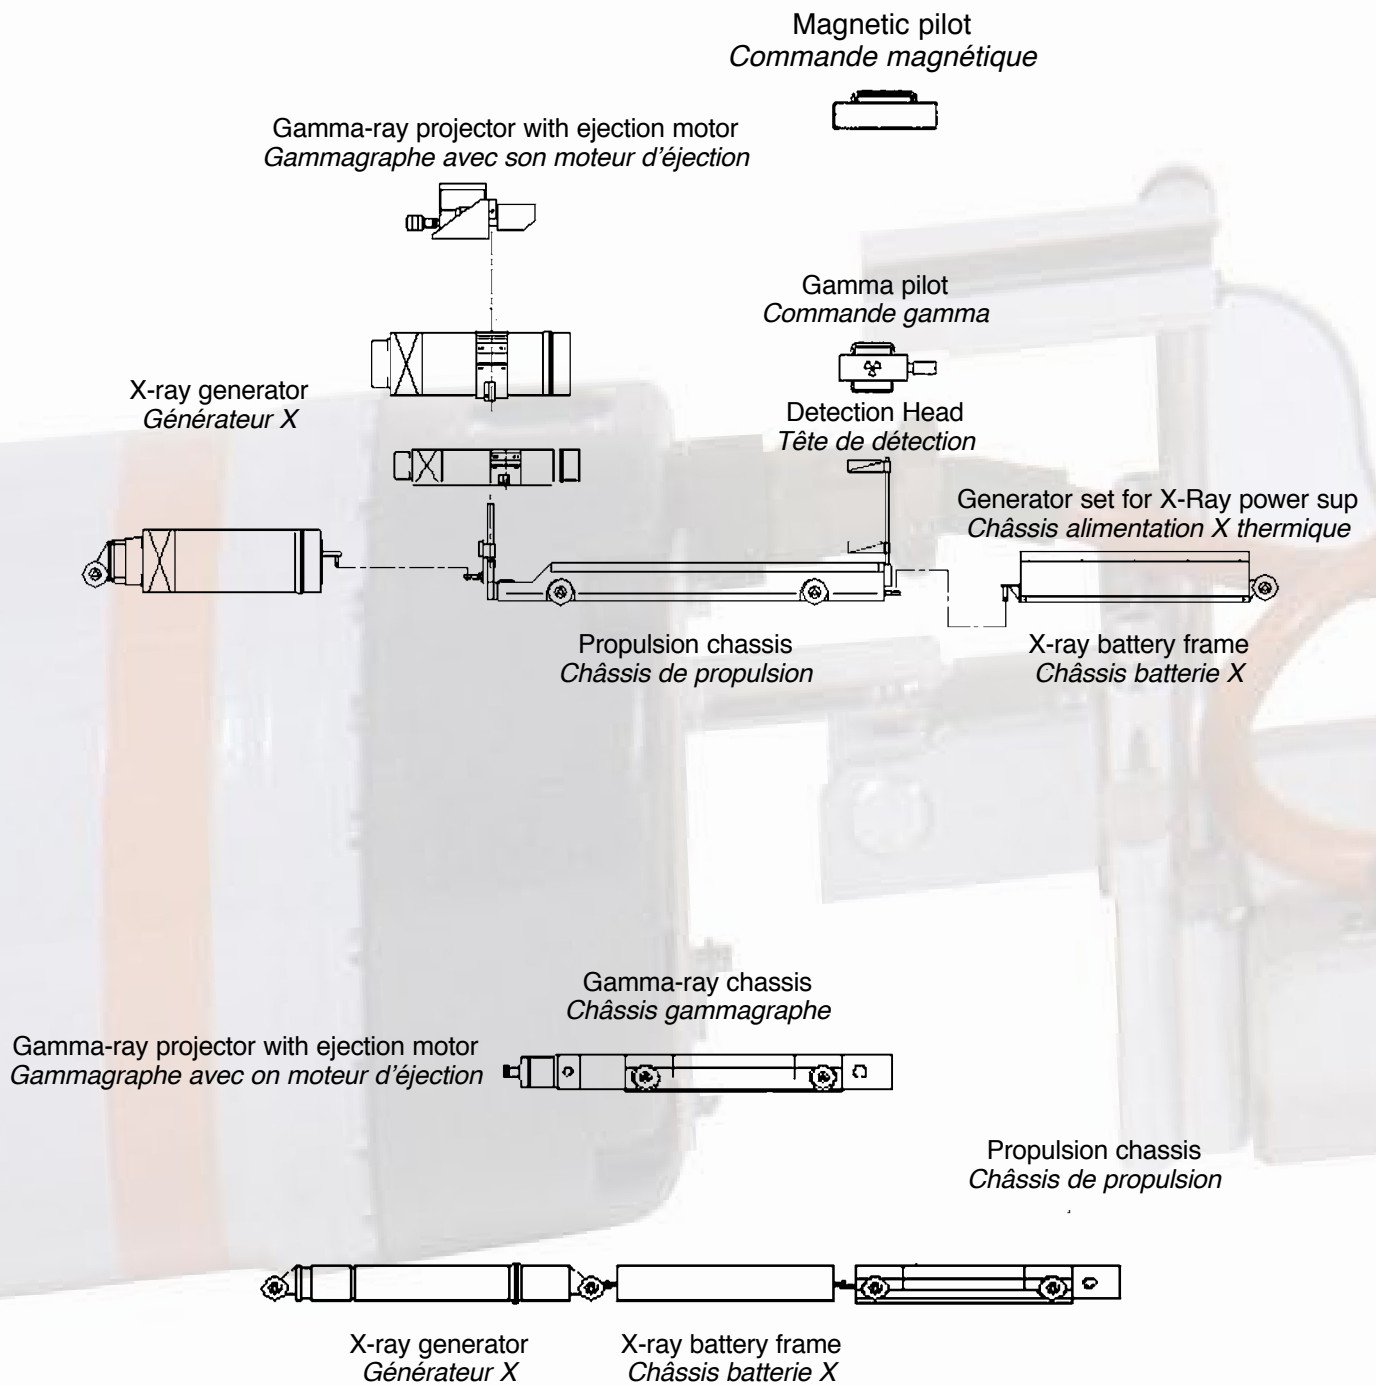 Magnetic pilot
Commande magnétique
Gamma-ray projector with ejection motor
Gammagraphe avec son moteur d'éjection
Gamma pilot
Commande gamma
X-ray generator
Générateur X
Detection Head
Tête de détection
Generator set for X-Ray power sup
Châssis alimentation X thermique
Propulsion chassis
Châssis de propulsion
X-ray battery frame
Châssis batterie X
Gamma-ray chassis
Châssis gammagraphe
Gamma-ray projector with ejection motor
Gammagraphe avec on moteur d'éjection
Propulsion chassis
Châssis de propulsion
X-ray generator
Générateur X
X-ray battery frame
Châssis batterie X